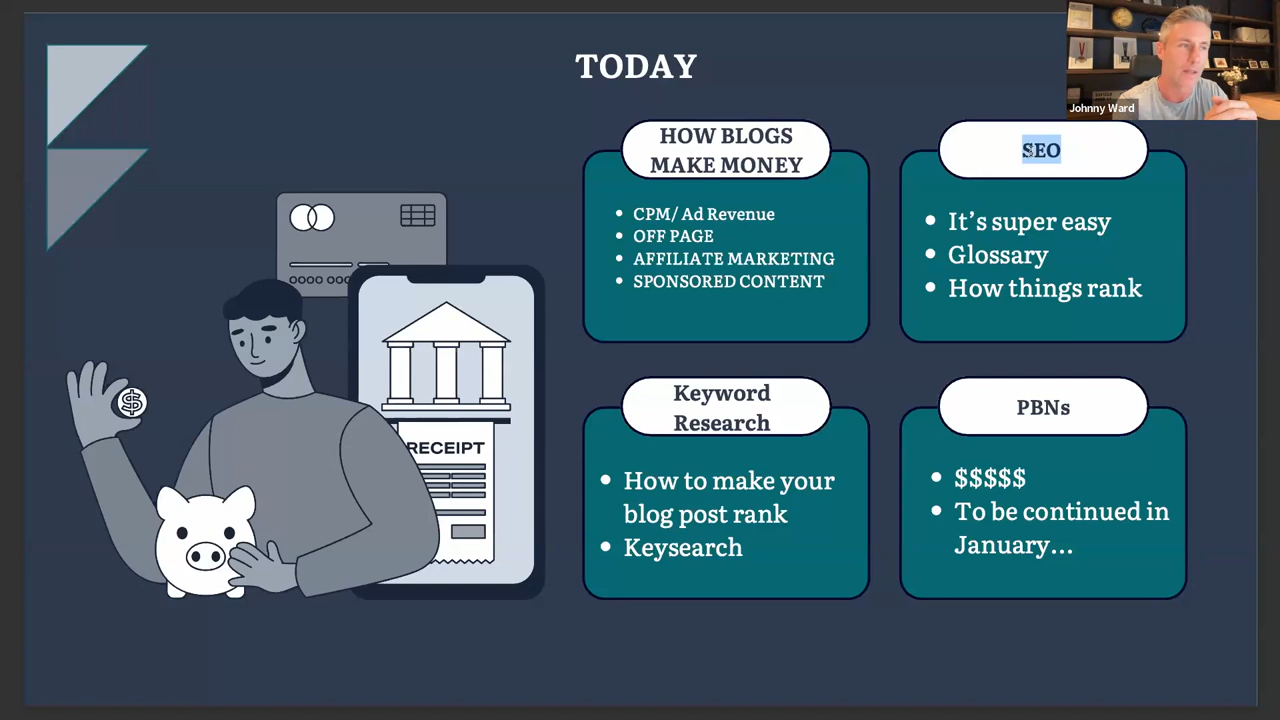 TODAY
Johnny Ward
HOW BLOGS
MAKE MONEY
• CPM/ Ad Revenue
• OFF PAGE
• AFFILIATE MARKETING
• SPONSORED CONTENT
SEO
• It's super easy
• Glossary
• How things rank
Keyword
Research
• How to make your
blog post rank
• Keysearch
PBNs
• $$$$$
• To be continued in
January...
RECEIPT
$